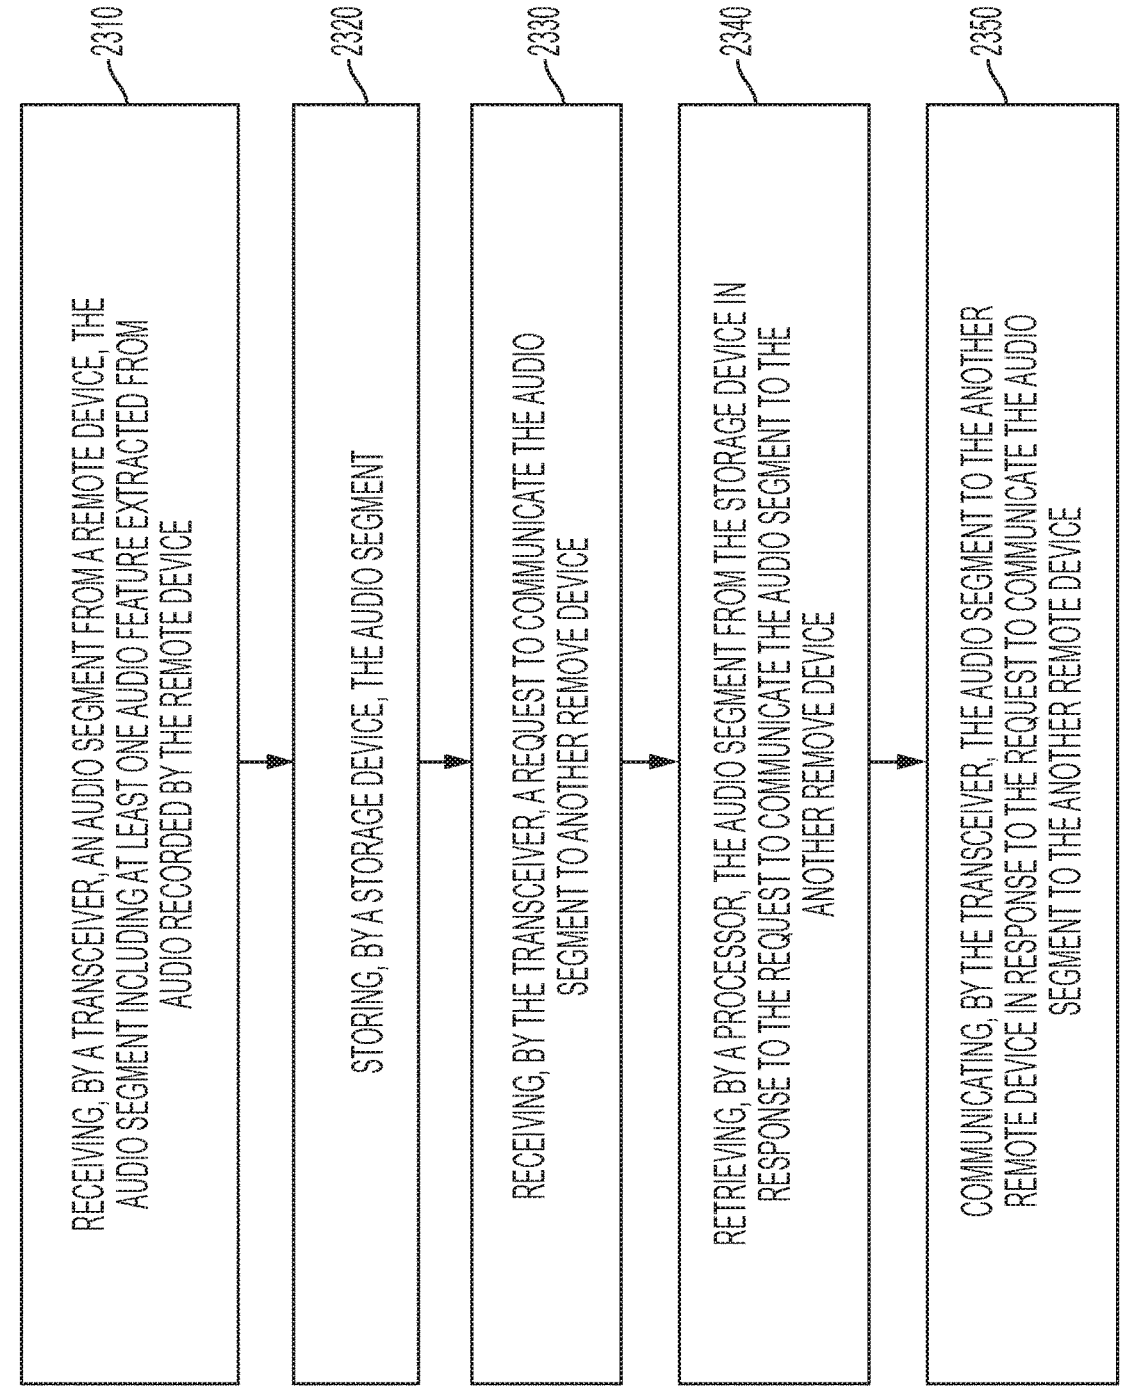 2310
RECEIVING, BY A TRANSCEIVER, AN AUDIO SEGMENT FROM A REMOTE DEVICE, THE
AUDIO SEGMENT INCLUDING AT LEAST ONE AUDIO FEATURE EXTRACTED FROM
AUDIO RECORDED BY THE REMOTE DEVICE
2320
STORING, BY A STORAGE DEVICE, THE AUDIO SEGMENT
2330
RECEIVING, BY THE TRANSCEIVER, A REQUEST TO COMMUNICATE THE AUDIO
SEGMENT TO ANOTHER REMOVE DEVICE
2340
RETRIEVING, BY A PROCESSOR, THE AUDIO SEGMENT FROM THE STORAGE DEVICE IN
RESPONSE TO THE REQUEST TO COMMUNICATE THE AUDIO SEGMENT TO THE
ANOTHER REMOVE DEVICE
2350
COMMUNICATING, BY THE TRANSCEIVER, THE AUDIO SEGMENT TO THE ANOTHER
REMOTE DEVICE IN RESPONSE TO THE REQUEST TO COMMUNICATE THE AUDIO
SEGMENT TO THE ANOTHER REMOTE DEVICE